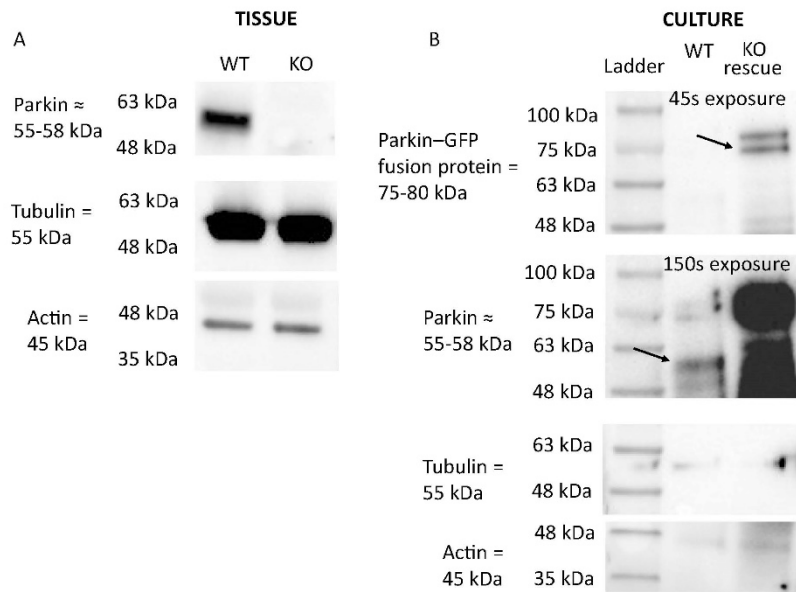 TISSUE
A
WT KO
Parkin ≈
55-58 kDa
63 kDa
48 kDa
Tubulin =
55 kDa
63 kDa
48 kDa
Actin =
45 kDa
48 kDa
35 kDa
CULTURE
B
Ladder
WT
KO
rescue
45s exposure
Parkin–GFP
fusion protein =
75-80 kDa
100 kDa
75 kDa
63 kDa
48 kDa
150s exposure
Parkin ≈
55-58 kDa
100 kDa
75 kDa
63 kDa
48 kDa
Tubulin =
55 kDa
63 kDa
48 kDa
Actin =
45 kDa
48 kDa
35 kDa